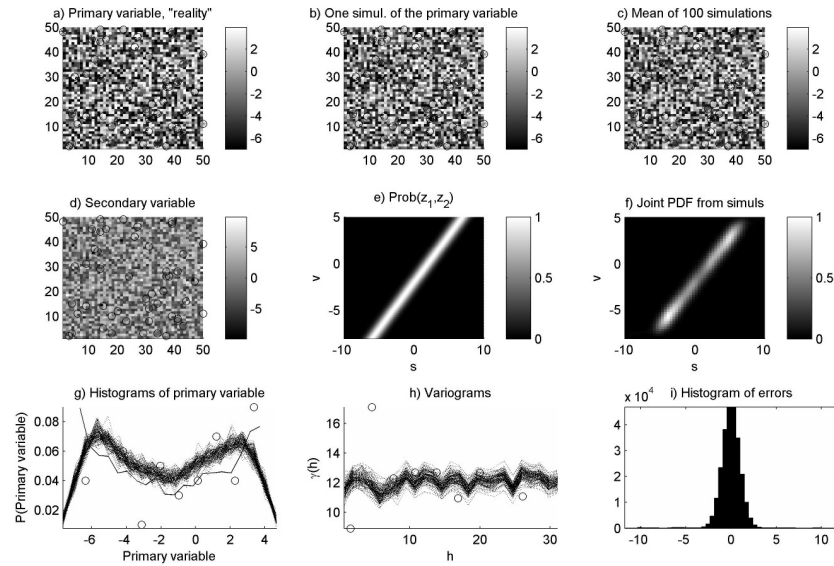 a) Primary variable, "reality"
50
40
30
20
10
10 20 30 40 50
2
0
-2
-4
-6
b) One simul. of the primary variable
50
40
30
20
10
10 20 30 40 50
2
0
-2
-4
-6
c) Mean of 100 simulations
50
40
30
20
10
10 20 30 40 50
2
0
-2
-4
-6
d) Secondary variable
50
40
30
20
10
10 20 30 40 50
5
0
-5
e) Prob(z1,z2)
5
0
-5
v
-10 0 10
s
1
0.5
0
f) Joint PDF from simuls
5
0
-5
v
-10 0 10
s
1
0.5
0
g) Histograms of primary variable
P(Primary variable)
0.08
0.06
0.04
0.02
-6 -4 -2 0 2 4
Primary variable
h) Variograms
γ(h)
16
14
12
10
10 20 30
h
i) Histogram of errors
x 10^4
4
3
2
1
0
-10 -5 0 5 10